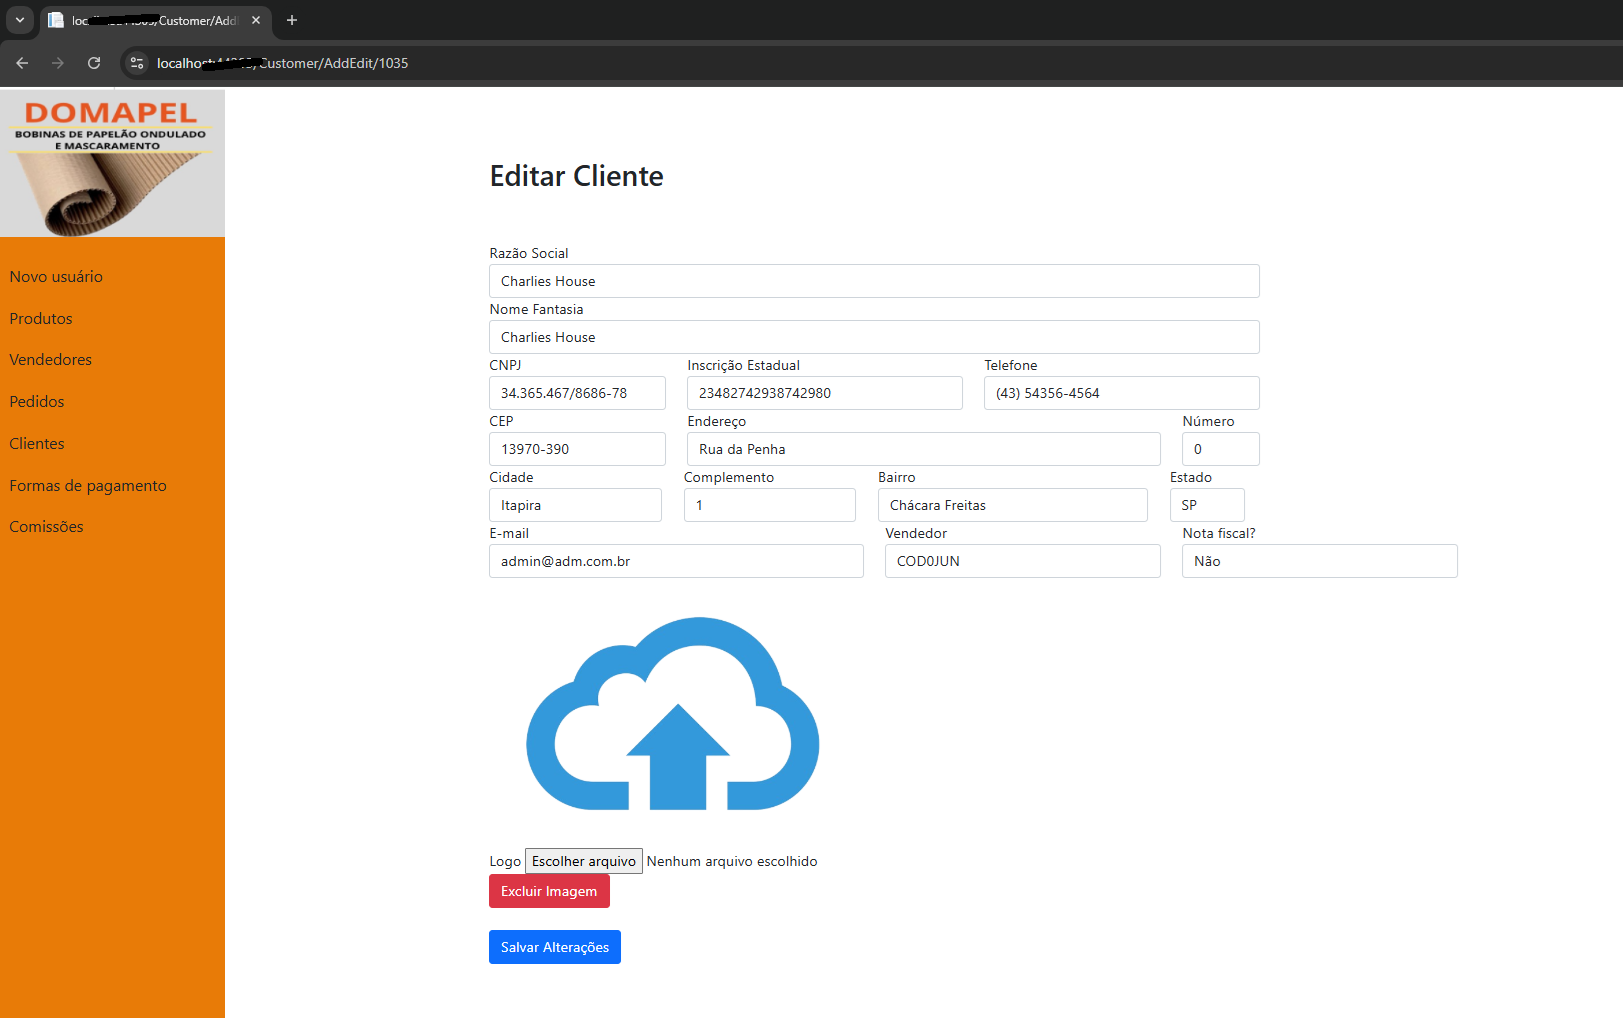 /Customer/Add
localhost /Customer/AddEdit/1035
DOMAPEL
BOBINAS DE PAPELÃO ONDULADO
E MASCARAMENTO
Novo usuário
Produtos
Vendedores
Pedidos
Clientes
Formas de pagamento
Comissões
Editar Cliente
Razão Social
Charlies House
Nome Fantasia
Charlies House
CNPJ Inscrição Estadual Telefone
34.365.467/8686-78 23482742938742980 (43) 54356-4564
CEP Endereço Número
13970-390 Rua da Penha 0
Cidade Complemento Bairro Estado
Itapira 1 Chácara Freitas SP
E-mail Vendedor Nota fiscal?
admin@adm.com.br COD0JUN Não
Logo Escolher arquivo Nenhum arquivo escolhido
Excluir Imagem
Salvar Alterações